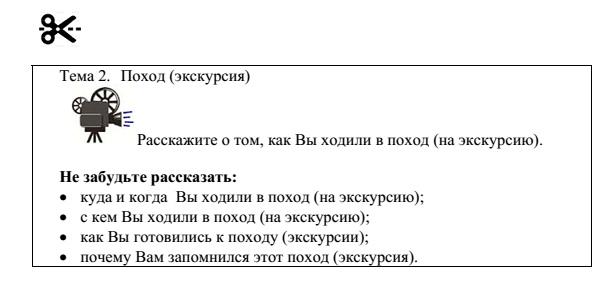 Тема 2. Поход (экскурсия)
Расскажите о том, как Вы ходили в поход (на экскурсию).
Не забудьте рассказать:
• куда и когда Вы ходили в поход (на экскурсию);
• с кем Вы ходили в поход (на экскурсию);
• как Вы готовились к походу (экскурсии);
• почему Вам запомнился этот поход (экскурсия).